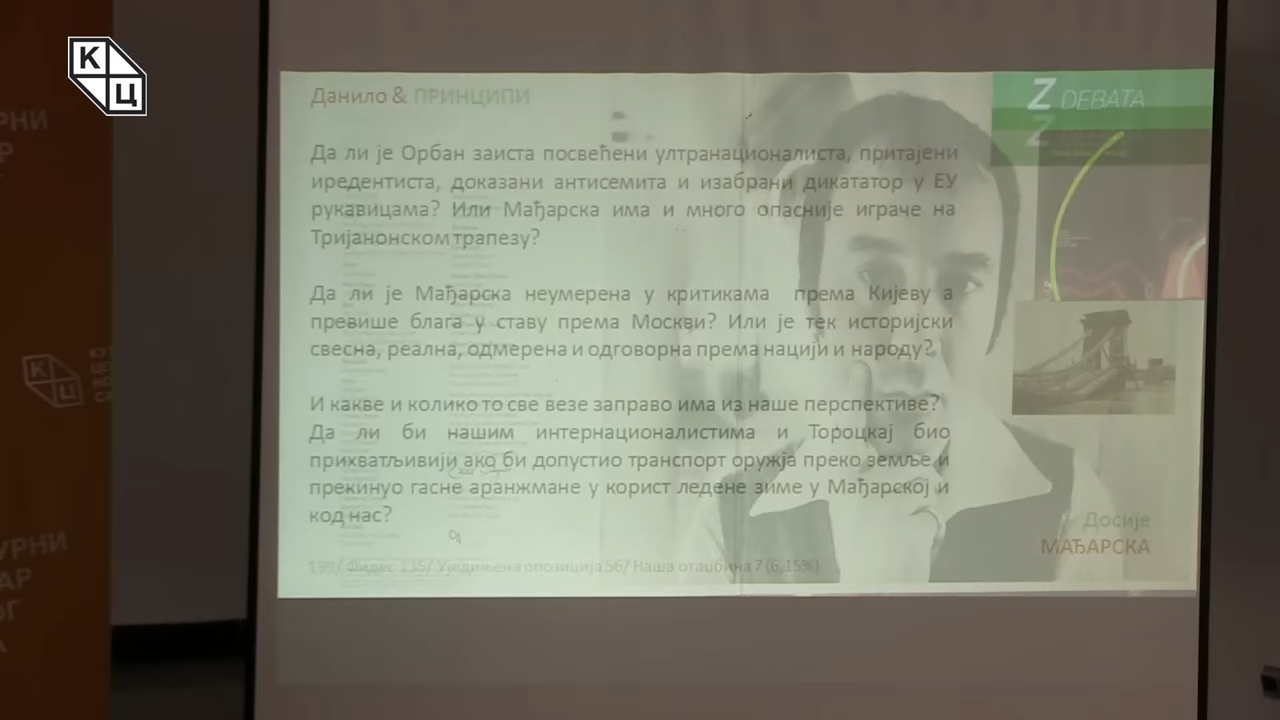 К
Ц
Данило & ПРИНЦИПИ
Z DEBATA
Z
Да ли је Орбан заиста посвећени ултранационалиста, притајени
иредентиста, доказани антисемита и изабрани дикататор у ЕУ
рукавицама? Или Мађарска има и много опасније играче на
Тријанонском трапезу?
Да ли је Мађарска неумерена у критикама према Кијеву а
превише блага у ставу према Москви? Или је тек историјски
свесна, реална, одмерена и одговорна према нацији и народу?
И какве и колико то све везе заправо има из наше перспективе?
Да ли би нашим интернационалистима и Тороцкај био
прихватљивији ако би допустио транспорт оружја преко земље и
прекинуо гасне аранжмане у корист ледене зиме у Мађарској и
код нас?
Досије
МАЂАРСКА
199/ Фидес 135/ Уједињена опозиција 56/ Наша отаџбина 7 (6,15%)
РНИ
Р
К
Ц
УРНИ
АР
ОГ